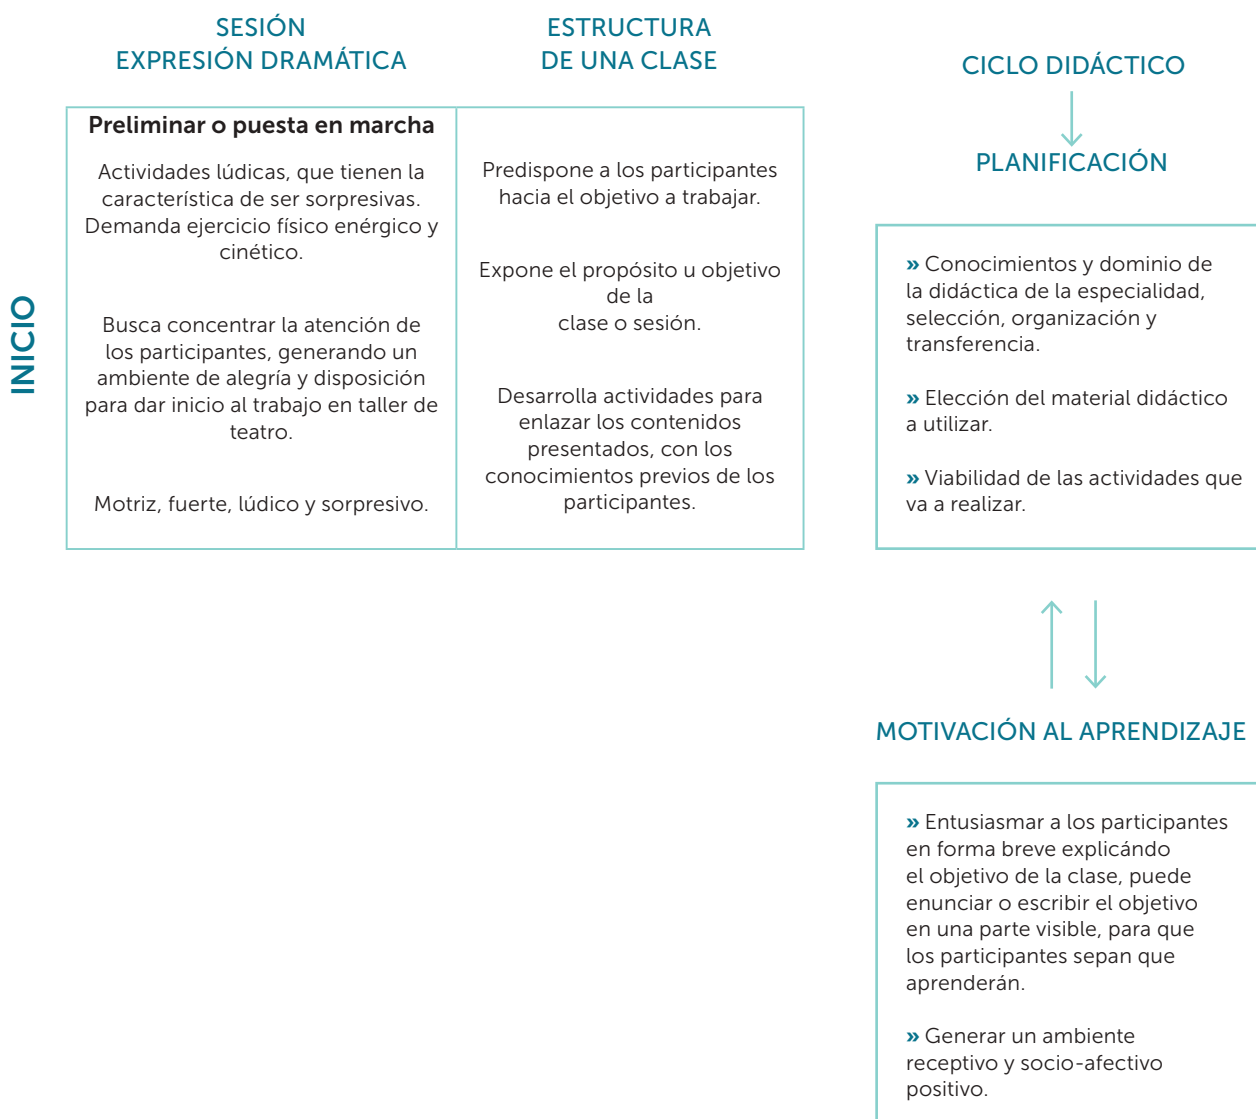 SESIÓN
EXPRESIÓN DRAMÁTICA
ESTRUCTURA
DE UNA CLASE
CICLO DIDÁCTICO
PLANIFICACIÓN
INICIO
Preliminar o puesta en marcha
Actividades lúdicas, que tienen la
característica de ser sorpresivas.
Demanda ejercicio físico enérgico y
cinético.
Busca concentrar la atención de
los participantes, generando un
ambiente de alegría y disposición
para dar inicio al trabajo en taller de
teatro.
Motriz, fuerte, lúdico y sorpresivo.
Predispone a los participantes
hacia el objetivo a trabajar.
Expone el propósito u objetivo
de la
clase o sesión.
Desarrolla actividades para
enlazar los contenidos
presentados, con los
conocimientos previos de los
participantes.
» Conocimientos y dominio de
la didáctica de la especialidad,
selección, organización y
transferencia.
» Elección del material didáctico
a utilizar.
» Viabilidad de las actividades que
va a realizar.
MOTIVACIÓN AL APRENDIZAJE
» Entusiasmar a los participantes
en forma breve explicándo
el objetivo de la clase, puede
enunciar o escribir el objetivo
en una parte visible, para que
los participantes sepan que
aprenderán.
» Generar un ambiente
receptivo y socio-afectivo
positivo.